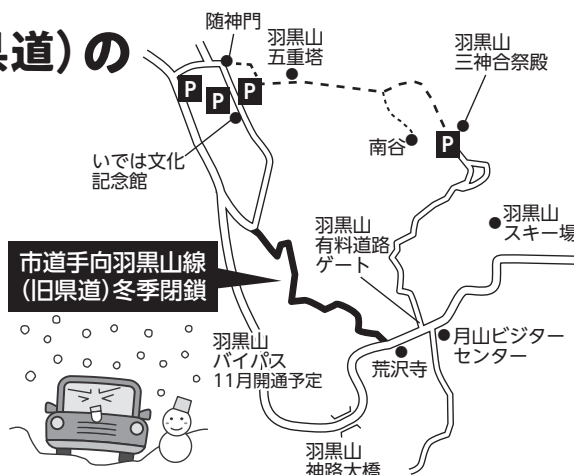 県道)の
随神門
羽黒山
五重塔
羽黒山
三神合祭殿
P
P
P
いでは文化
記念館
南谷
P
羽黒山
有料道路
ゲート
羽黒山
スキー場
市道手向羽黒山線
(旧県道)冬季閉鎖
羽黒山
バイパス
11月開通予定
荒沢寺
月山ビジター
センター
羽黒山
神路大橋